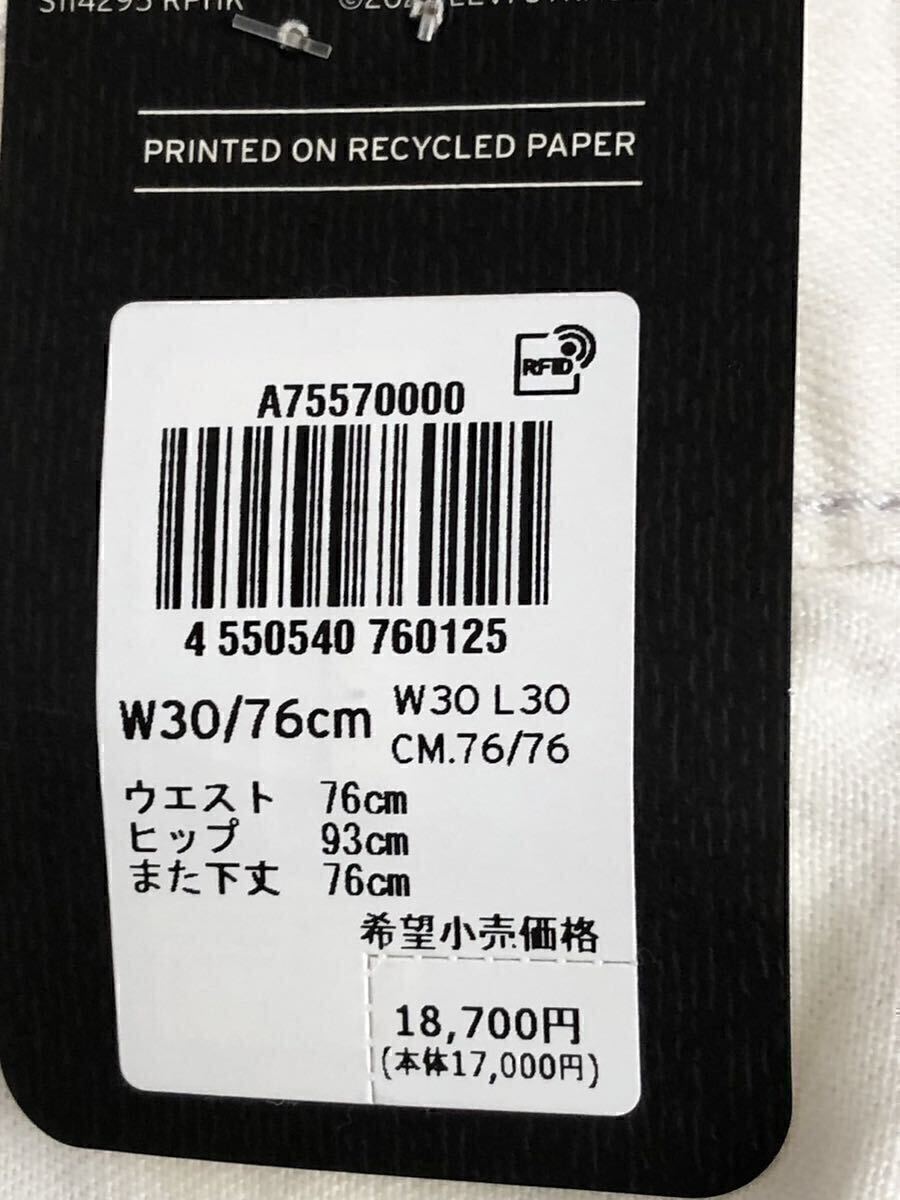 PRINTED ON RECYCLED PAPER
RFID
A75570000
4 550540 760125
W30/76cm
W30 L30
CM.76/76
ウエスト 76cm
ヒップ 93cm
また下丈 76cm
希望小売価格
18,700円
(本体17,000円)